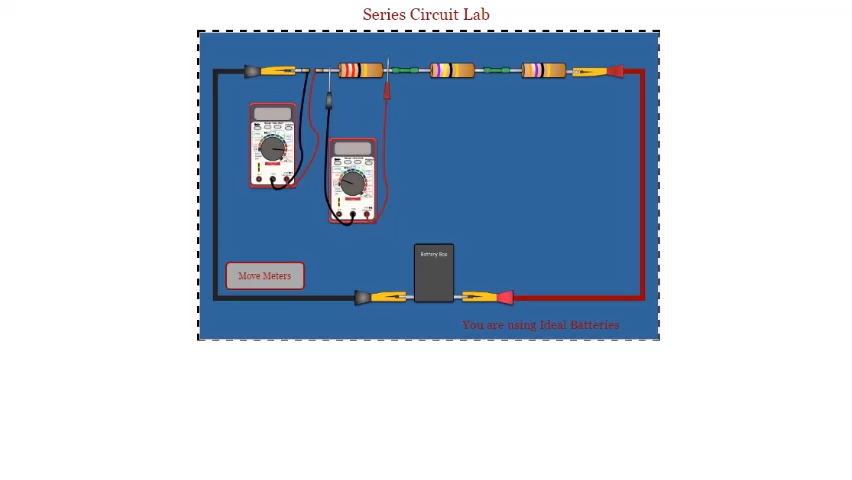 Series Circuit Lab
Battery Box
Move Meters
You are using Ideal Batteries